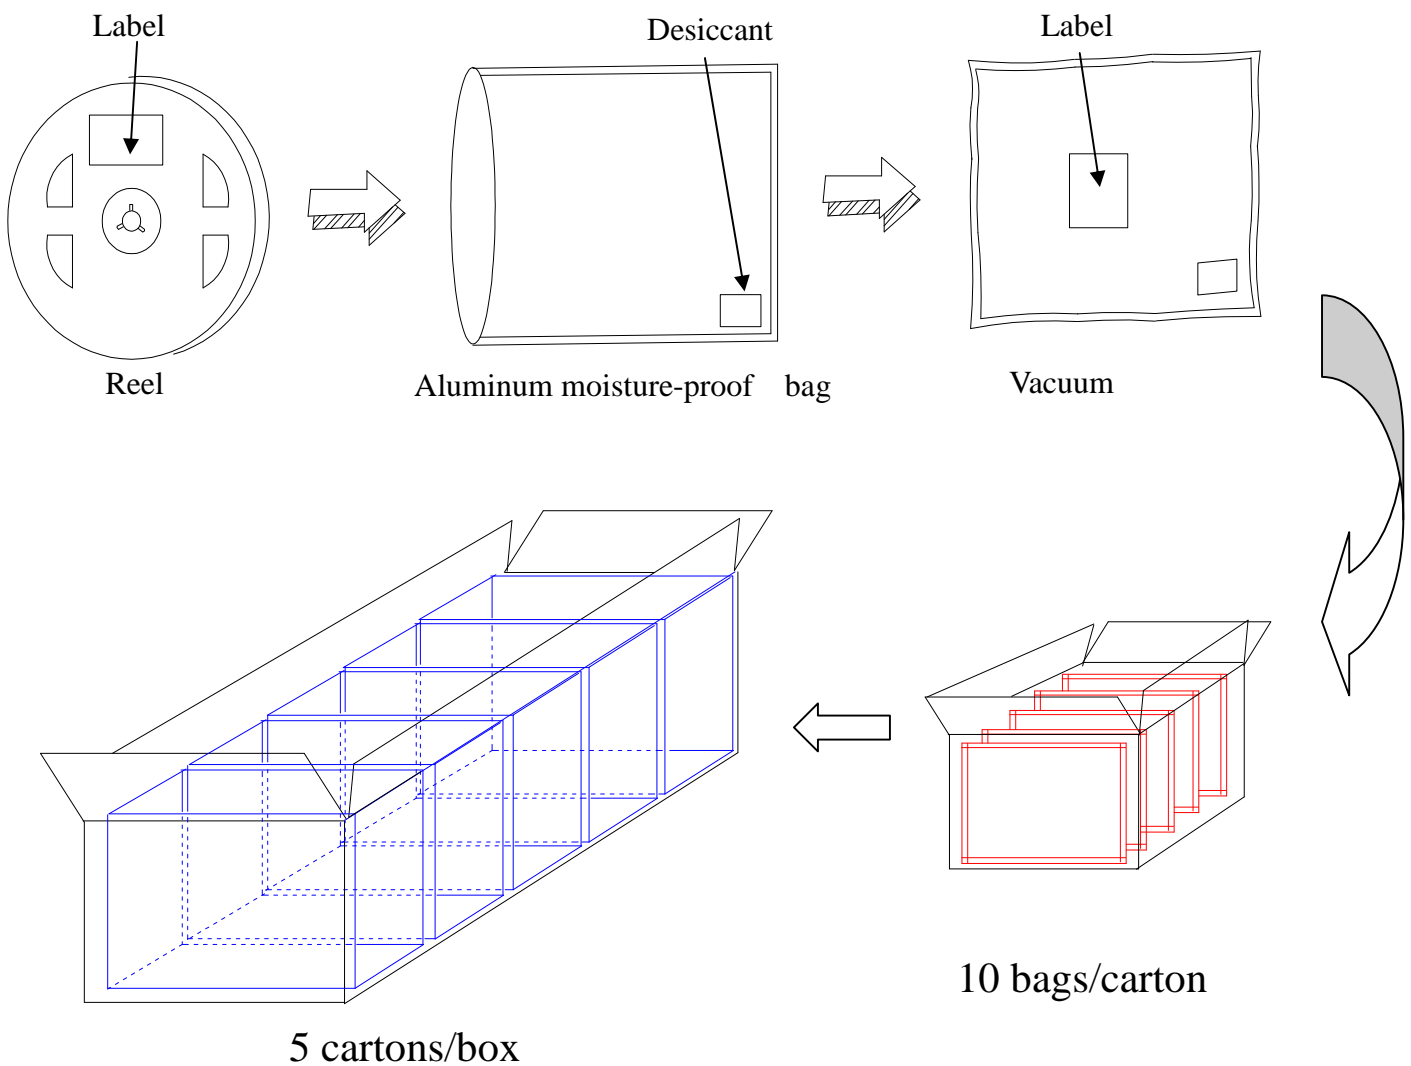 Label
Desiccant
Label
Reel
Aluminum moisture-proof bag
Vacuum
10 bags/carton
5 cartons/box